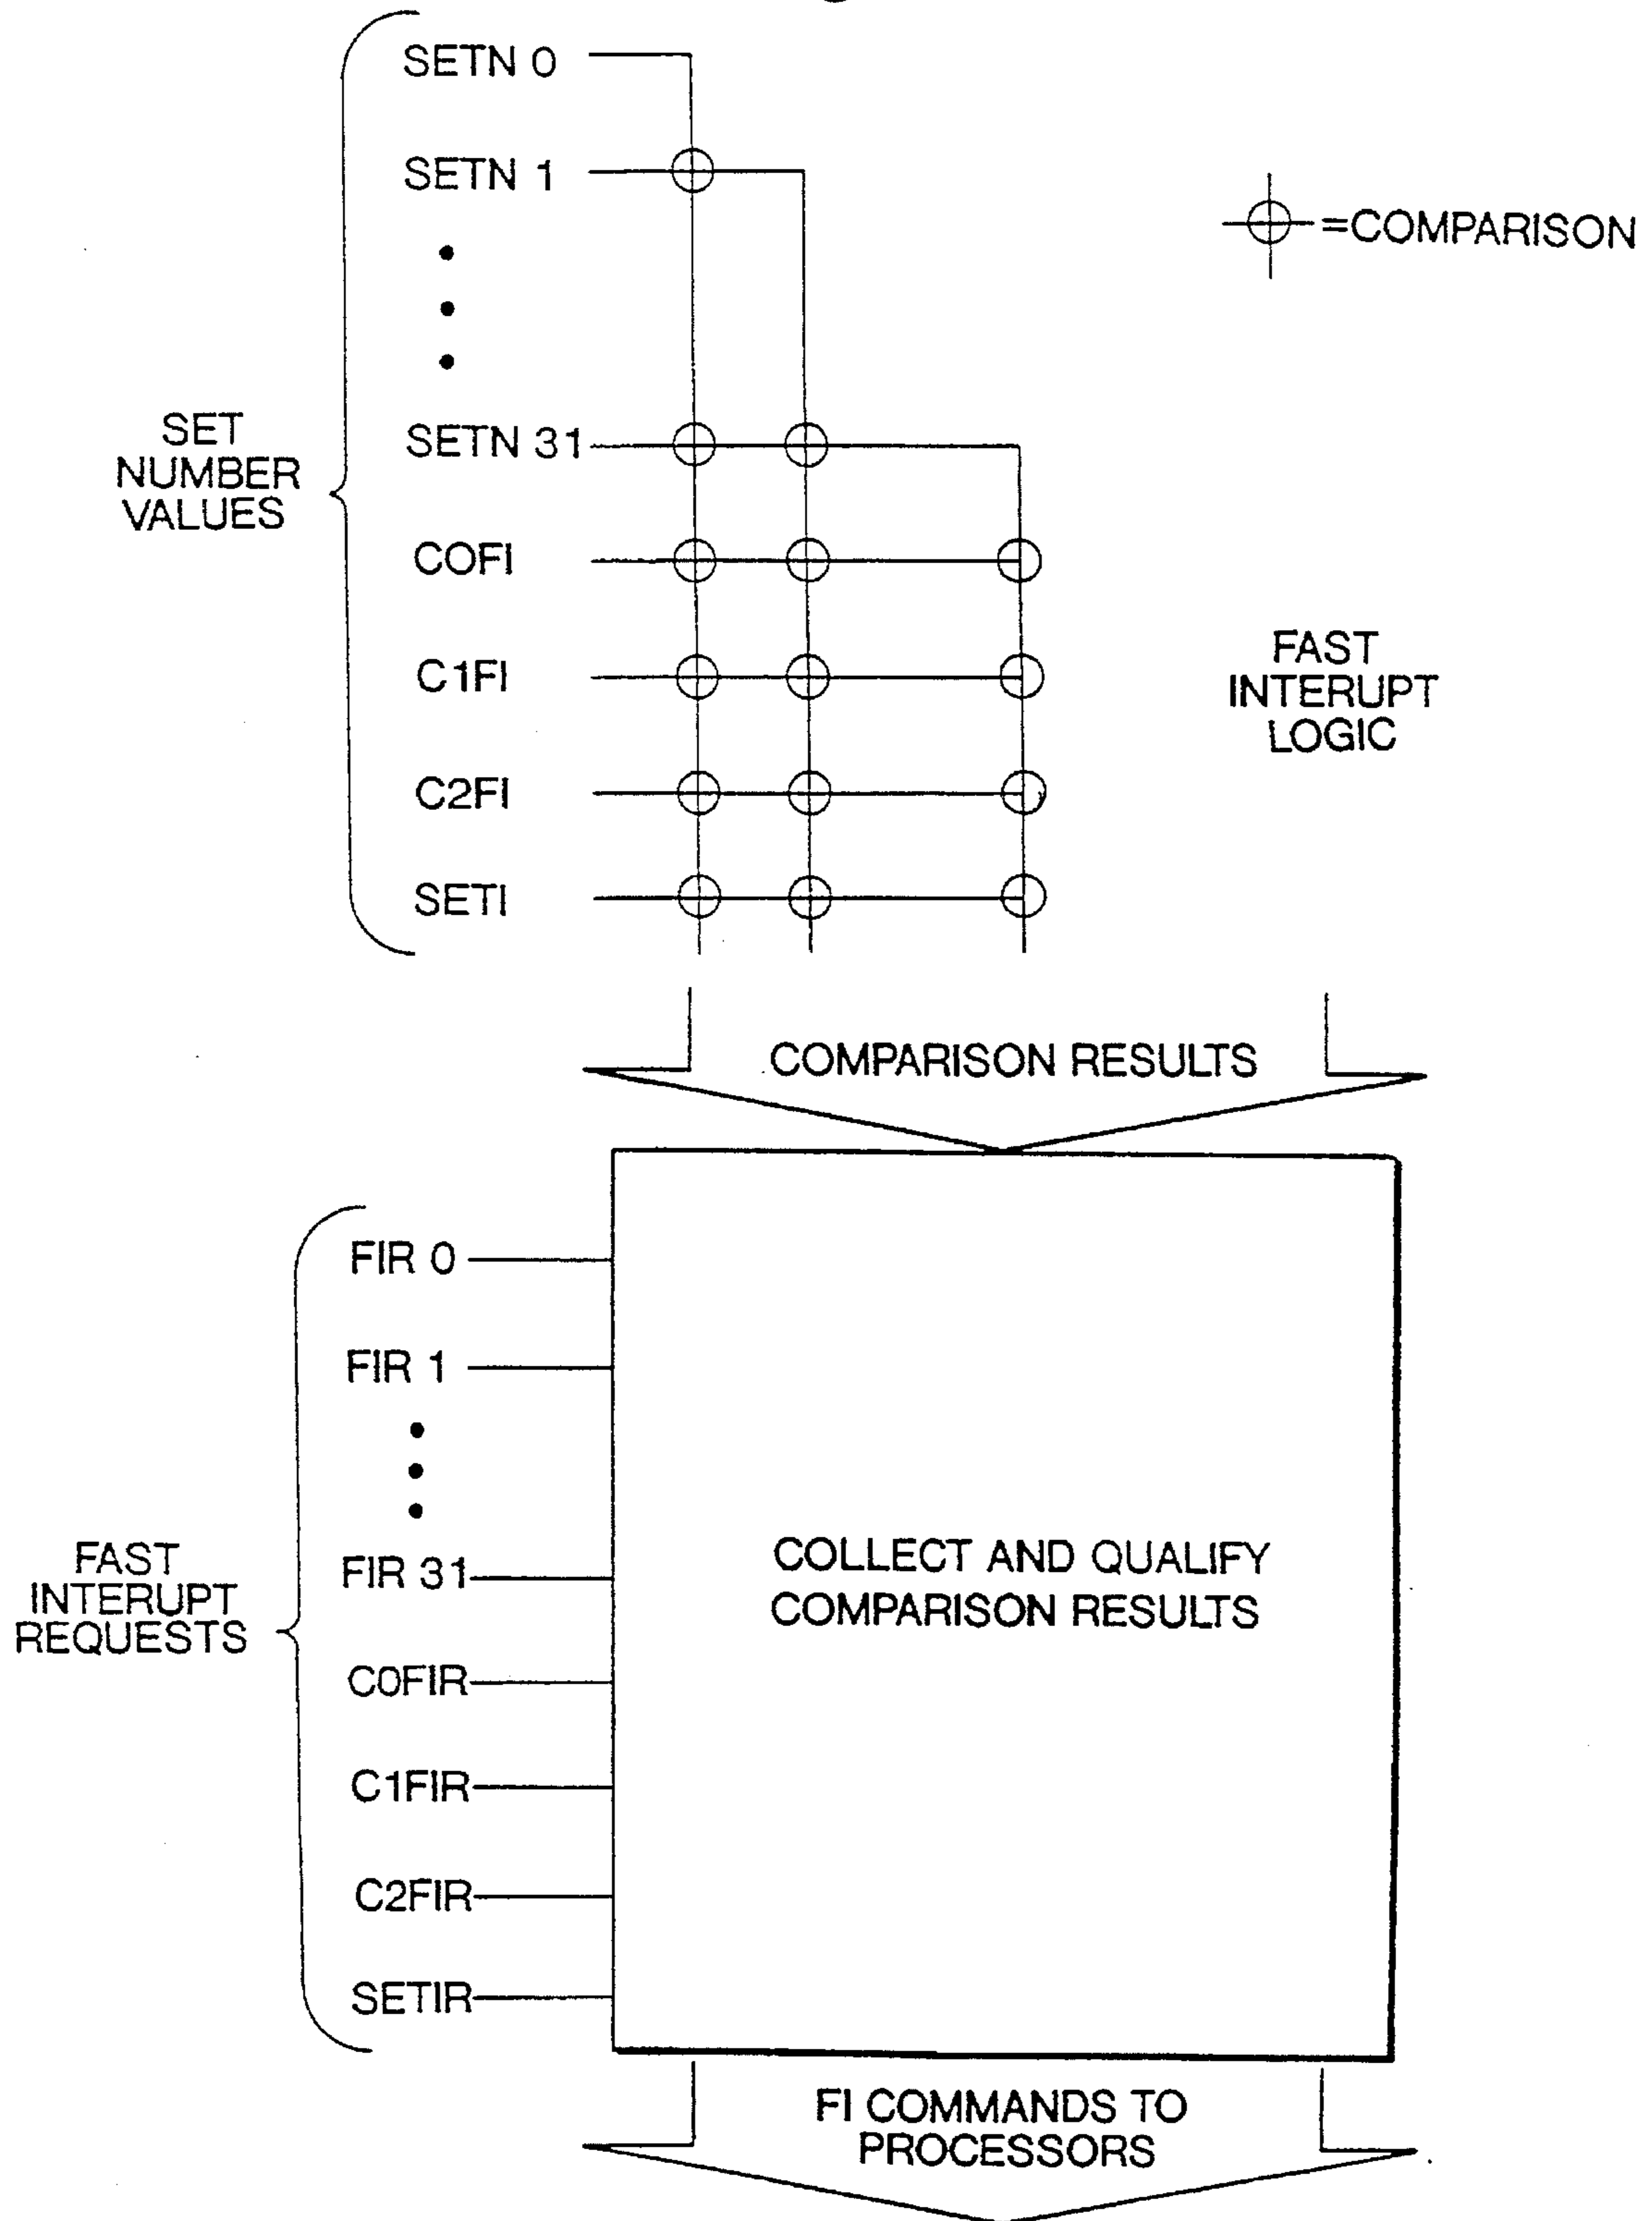 SETN 0
SETN 1
=COMPARISON
SET
NUMBER
VALUES
SETN 31
C0FI
C1FI
C2FI
SETI
FAST
INTERUPT
LOGIC
COMPARISON RESULTS
FIR 0
FIR 1
FIR 31
C0FIR
C1FIR
C2FIR
SETIR
FAST
INTERUPT
REQUESTS
COLLECT AND QUALIFY
COMPARISON RESULTS
FI COMMANDS TO
PROCESSORS